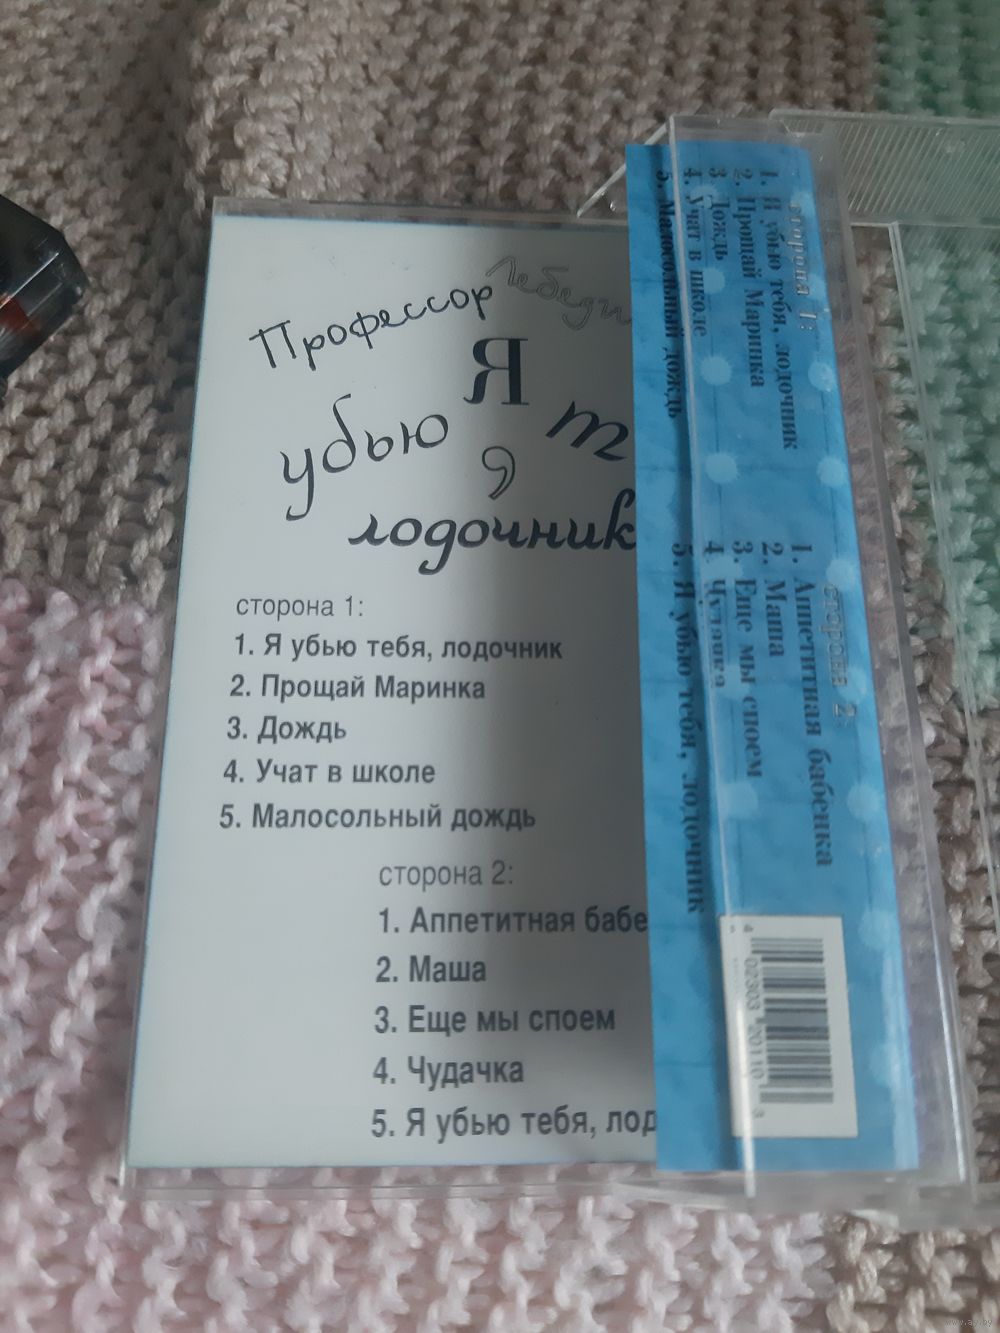 Профессор Лебеди
Я
убью т
,
лодочник
сторона 1:
1. Я убью тебя, лодочник
2. Прощай Маринка
3. Дождь
4. Учат в школе
5. Малосольный дождь
сторона 2:
1. Аппетитная бабе
2. Маша
3. Еще мы споем
4. Чудачка
5. Я убью тебя, лод
сторона 1:
1. Я убью тебя, лодочник
2. Прощай Маринка
3. Дождь
4. Учат в школе
5. Малосольный дождь
сторона 2:
1. Аппетитная бабенка
2. Маша
3. Еще мы споем
4. Чудачка
5. Я убью тебя, лодочник